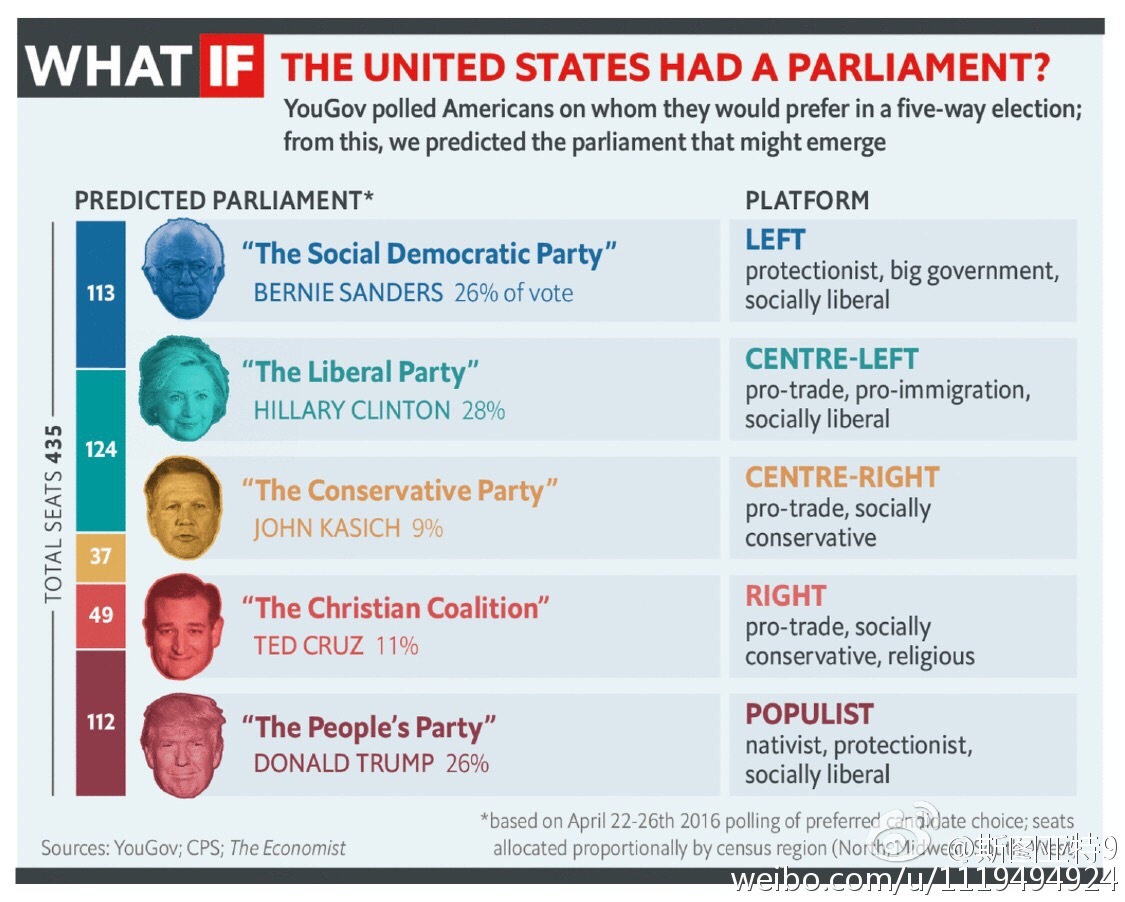 WHAT IF
THE UNITED STATES HAD A PARLIAMENT?
YouGov polled Americans on whom they would prefer in a five-way election;
from this, we predicted the parliament that might emerge
PREDICTED PARLIAMENT*
PLATFORM
TOTAL SEATS 435
113
“The Social Democratic Party”
BERNIE SANDERS 26% of vote
LEFT
protectionist, big government,
socially liberal
124
“The Liberal Party”
HILLARY CLINTON 28%
CENTRE-LEFT
pro-trade, pro-immigration,
socially liberal
37
“The Conservative Party”
JOHN KASICH 9%
CENTRE-RIGHT
pro-trade, socially
conservative
49
“The Christian Coalition”
TED CRUZ 11%
RIGHT
pro-trade, socially
conservative, religious
112
“The People’s Party”
DONALD TRUMP 26%
POPULIST
nativist, protectionist,
socially liberal
*based on April 22-26th 2016 polling of preferred candidate choice; seats
allocated proportionally by census region (North, Midwest, South, West)
Sources: YouGov; CPS; The Economist
@斯图亚特9
weibo.com/u/1119494924